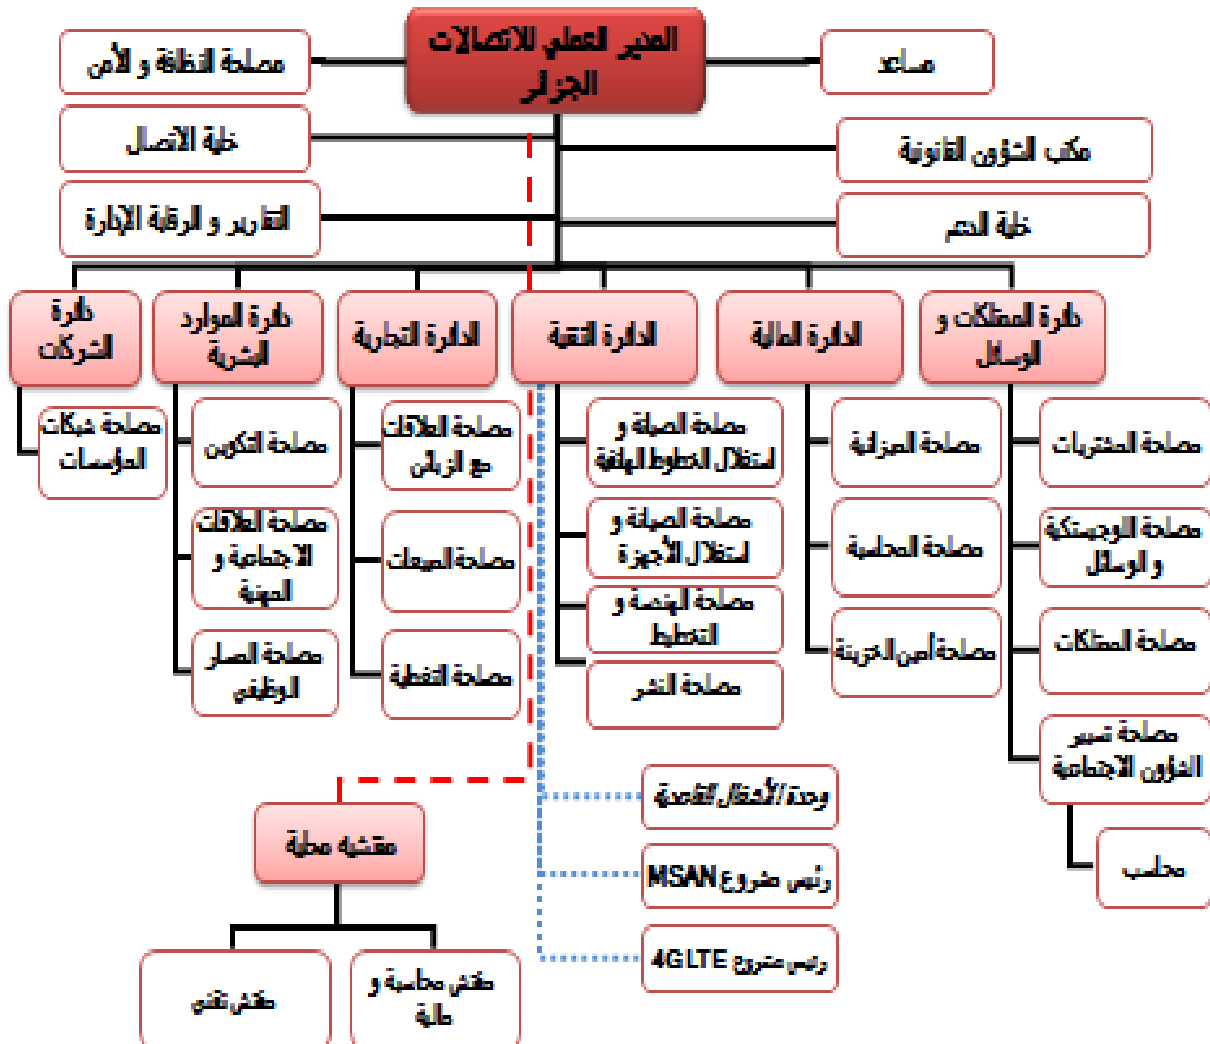 المدير العملي للاتصالات
الجزائر
مساعد
مصلحة النظافة و الأمن
خلية الاتصال
مكتب الشؤون القانونية
التقارير و الرقابة الإدارة
خلية الدعم
دائرة الممتلكات و
الوسائل
الدائرة المالية
الدائرة التقنية
الدائرة التجارية
دائرة الموارد
البشرية
دائرة
الشركات
مصلحة المشتريات
مصلحة اللوجيستكية
و الوسائل
مصلحة الممتلكات
مصلحة تسيير
الشؤون الاجتماعية
محاسب
مصلحة الميزانية
مصلحة المحاسبة
مصلحة أمين الخزينة
مصلحة الصيانة و
استغلال الخطوط الهاتفية
مصلحة الصيانة و
استغلال الأجهزة
مصلحة الهندسة و
التخطيط
مصلحة النشر
مصلحة العلاقات
مع الزبائن
مصلحة المبيعات
مصلحة التغطية
مصلحة التكوين
مصلحة العلاقات
الاجتماعية و
المهنية
مصلحة المسار
الوظيفي
مصلحة شبكات
المؤسسات
وحدة الأشغال القاعدية
رئيس مشروع MSAN
رئيس مشروع 4GLTE
مفتشيه محلية
مفتش محاسبة و
مالية
مفتش تقني